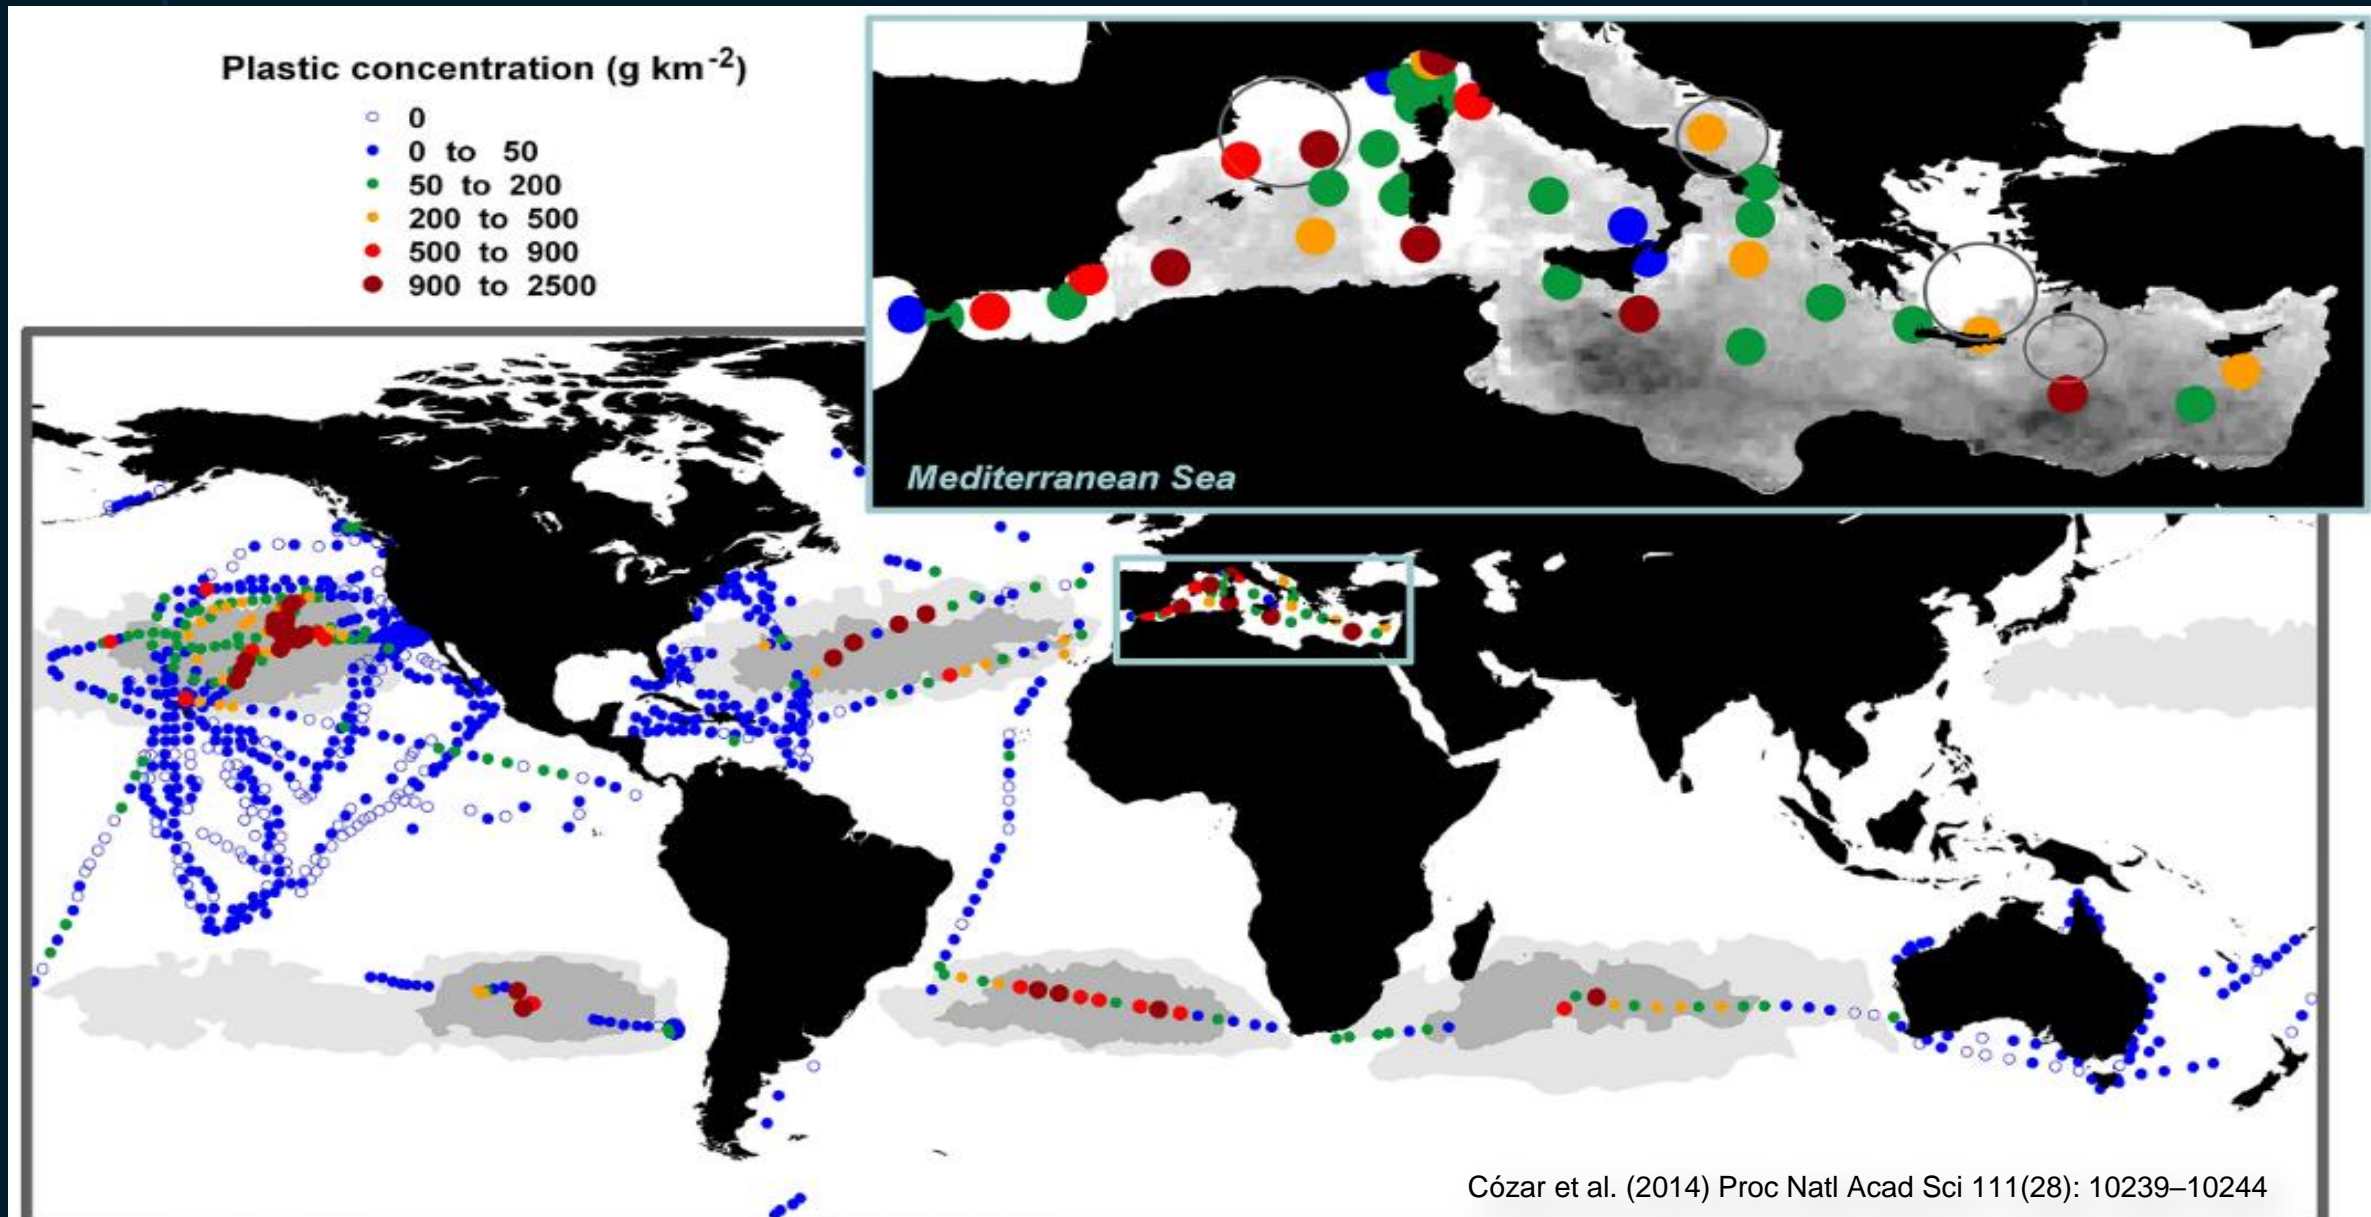 Plastic concentration (g km⁻²)
0
0 to 50
50 to 200
200 to 500
500 to 900
900 to 2500
Mediterranean Sea
Cózar et al. (2014) Proc Natl Acad Sci 111(28): 10239–10244